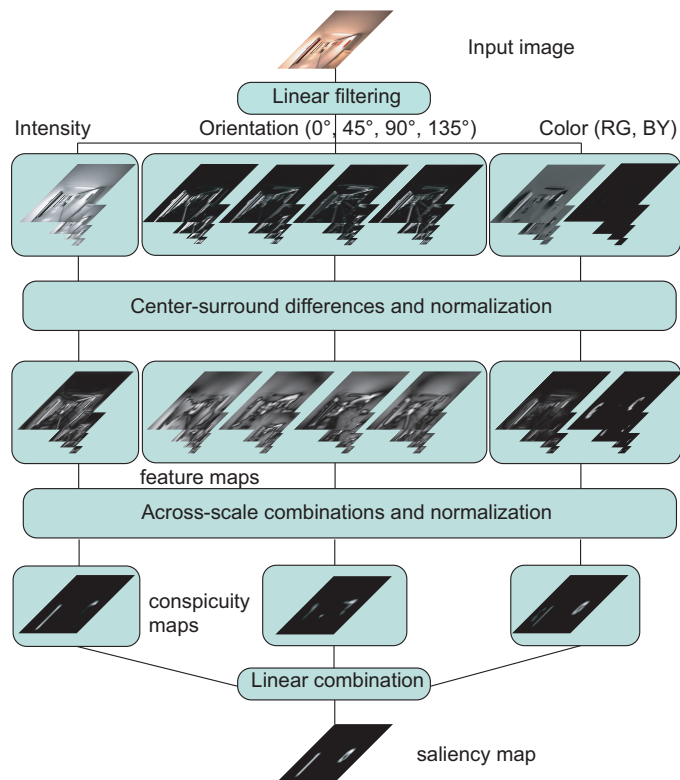 Input image
Linear filtering
Intensity
Orientation (0°, 45°, 90°, 135°)
Color (RG, BY)
Center-surround differences and normalization
feature maps
Across-scale combinations and normalization
conspicuity
maps
Linear combination
saliency map